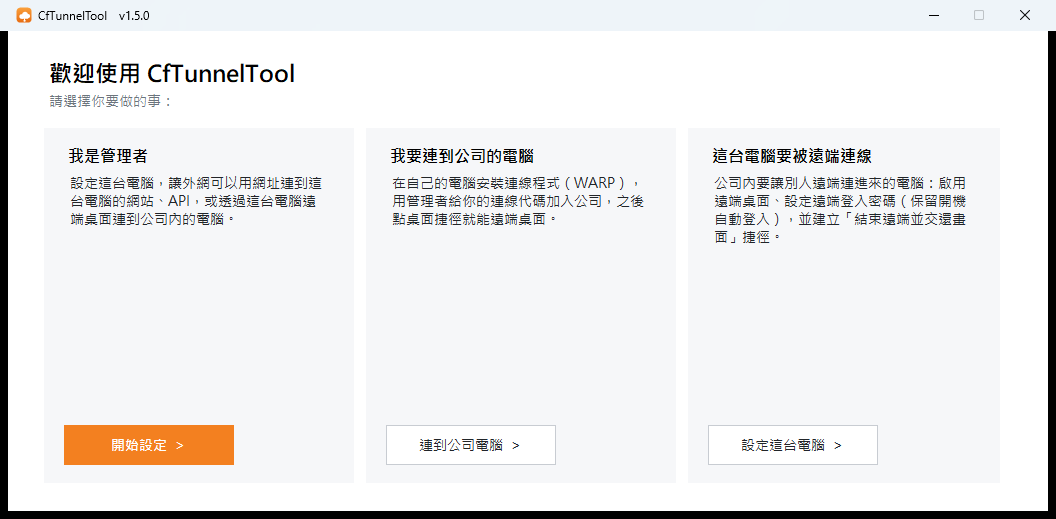 CfTunnelTool v1.5.0
歡迎使用 CfTunnelTool
請選擇你要做的事：
我是管理者
設定這台電腦，讓外網可以用網址連到這
台電腦的網站、API，或透過這台電腦遠
端桌面連到公司內的電腦。
開始設定 >
我要連到公司的電腦
在自己的電腦安裝連線程式（WARP），
用管理者給你的連線代碼加入公司，之後
點桌面捷徑就能遠端桌面。
連到公司電腦 >
這台電腦要被遠端連線
公司內要讓別人遠端連進來的電腦：啟用
遠端桌面、設定遠端登入密碼（保留開機
自動登入），並建立「結束遠端並交還畫
面」捷徑。
設定這台電腦 >